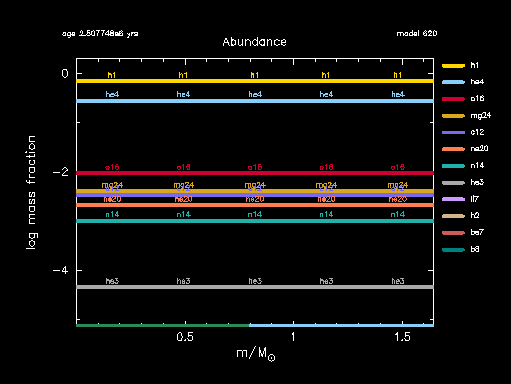 age 2.507748e6 yrs
Abundance
model 620
log mass fraction
0
−2
−4
h1 h1 h1 h1 h1
he4 he4 he4 he4 he4
o16 o16 o16 o16 o16
mg24 mg24 mg24 mg24 mg24
ne20 ne20 ne20 ne20 ne20
n14 n14 n14 n14 n14
he3 he3 he3 he3 he3
0.5 1 1.5
m/M☉
h1
he4
o16
mg24
c12
ne20
n14
he3
li7
h2
be7
b8